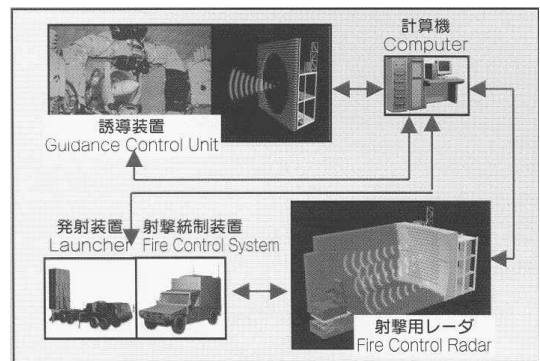 計算機
Computer
誘導装置
Guidance Control Unit
発射装置 射撃統制装置
Launcher Fire Control System
射撃用レーダ
Fire Control Radar